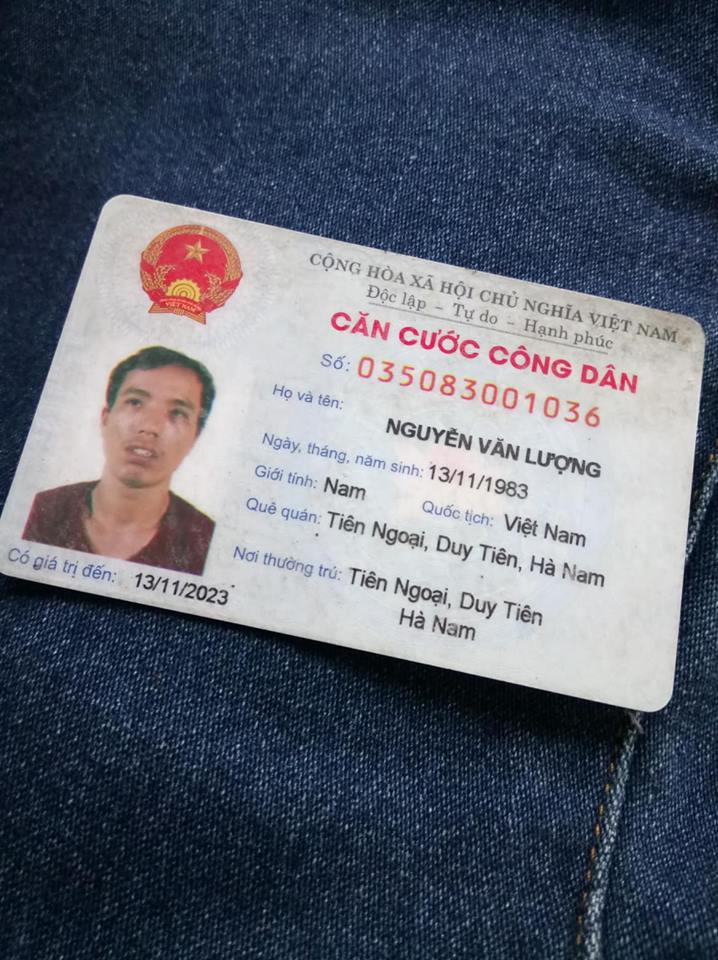 CỘNG HÒA XÃ HỘI CHỦ NGHĨA VIỆT NAM
Độc lập – Tự do – Hạnh phúc
CĂN CƯỚC CÔNG DÂN
Số: 035083001036
Họ và tên:
NGUYỄN VĂN LƯỢNG
Ngày, tháng, năm sinh: 13/11/1983
Giới tính: Nam Quốc tịch: Việt Nam
Quê quán: Tiên Ngoại, Duy Tiên, Hà Nam
Nơi thường trú: Tiên Ngoại, Duy Tiên
Hà Nam
Có giá trị đến: 13/11/2023